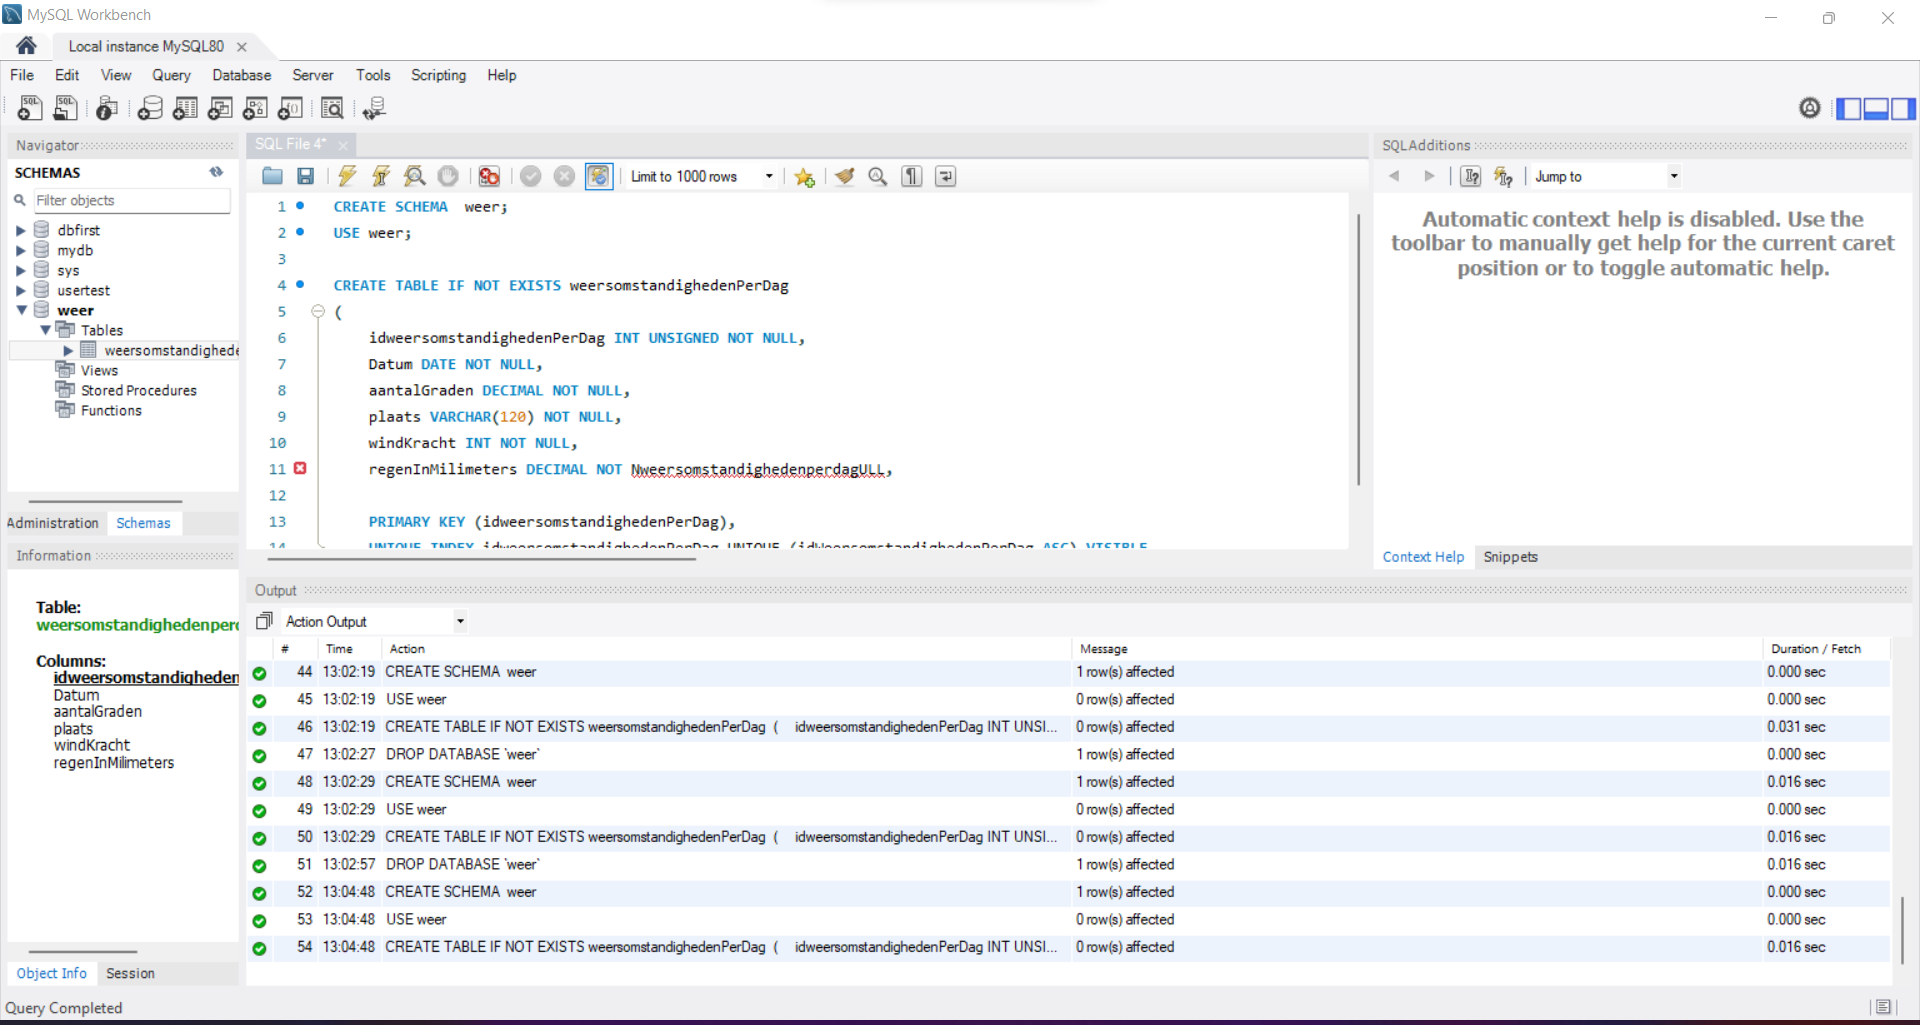 MySQL Workbench
Local instance MySQL80
File Edit View Query Database Server Tools Scripting Help
Navigator
SCHEMAS
Filter objects
dbfirst
mydb
sys
usertest
weer
Tables
weersomstandighede
Views
Stored Procedures
Functions
Administration Schemas
Information
Table:
weersomstandighedenper
Columns:
idweersomstandigheden
Datum
aantalGraden
plaats
windKracht
regenInMilimeters
Object Info Session
SQL File 4*
Limit to 1000 rows
1 CREATE SCHEMA  weer;
2 USE weer;
3
4 CREATE TABLE IF NOT EXISTS weersomstandighedenPerDag
5 (
6 idweersomstandighedenPerDag INT UNSIGNED NOT NULL,
7 Datum DATE NOT NULL,
8 aantalGraden DECIMAL NOT NULL,
9 plaats VARCHAR(120) NOT NULL,
10 windKracht INT NOT NULL,
11 regenInMilimeters DECIMAL NOT NweersomstandighedenperdagULL,
12
13 PRIMARY KEY (idweersomstandighedenPerDag),
14 UNIQUE INDEX idweersomstandighedenPerDag_UNIQUE (idWeersomstandighedenPerDag ASC) VISIBLE
SQLAdditions
Jump to
Automatic context help is disabled. Use the
toolbar to manually get help for the current caret
position or to toggle automatic help.
Context Help Snippets
Output
Action Output
# Time Action Message Duration / Fetch
44 13:02:19 CREATE SCHEMA  weer 1 row(s) affected 0.000 sec
45 13:02:19 USE weer 0 row(s) affected 0.000 sec
46 13:02:19 CREATE TABLE IF NOT EXISTS weersomstandighedenPerDag (     idweersomstandighedenPerDag INT UNSI... 0 row(s) affected 0.031 sec
47 13:02:27 DROP DATABASE `weer` 1 row(s) affected 0.000 sec
48 13:02:29 CREATE SCHEMA  weer 1 row(s) affected 0.016 sec
49 13:02:29 USE weer 0 row(s) affected 0.000 sec
50 13:02:29 CREATE TABLE IF NOT EXISTS weersomstandighedenPerDag (     idweersomstandighedenPerDag INT UNSI... 0 row(s) affected 0.016 sec
51 13:02:57 DROP DATABASE `weer` 1 row(s) affected 0.016 sec
52 13:04:48 CREATE SCHEMA  weer 1 row(s) affected 0.000 sec
53 13:04:48 USE weer 0 row(s) affected 0.000 sec
54 13:04:48 CREATE TABLE IF NOT EXISTS weersomstandighedenPerDag (     idweersomstandighedenPerDag INT UNSI... 0 row(s) affected 0.016 sec
Query Completed